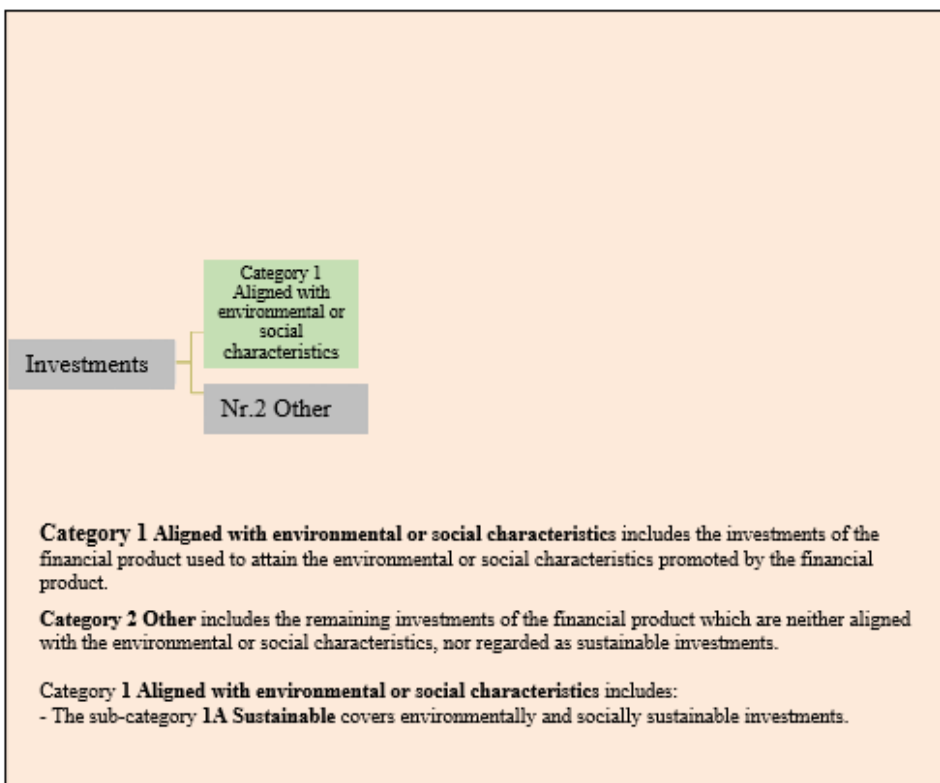 Category 1
Aligned with
environmental or
social
characteristics
Investments
Nr.2 Other
Category 1 Aligned with environmental or social characteristics includes the investments of the
financial product used to attain the environmental or social characteristics promoted by the financial
product.
Category 2 Other includes the remaining investments of the financial product which are neither aligned
with the environmental or social characteristics, nor regarded as sustainable investments.
Category 1 Aligned with environmental or social characteristics includes:
- The sub-category 1A Sustainable covers environmentally and socially sustainable investments.